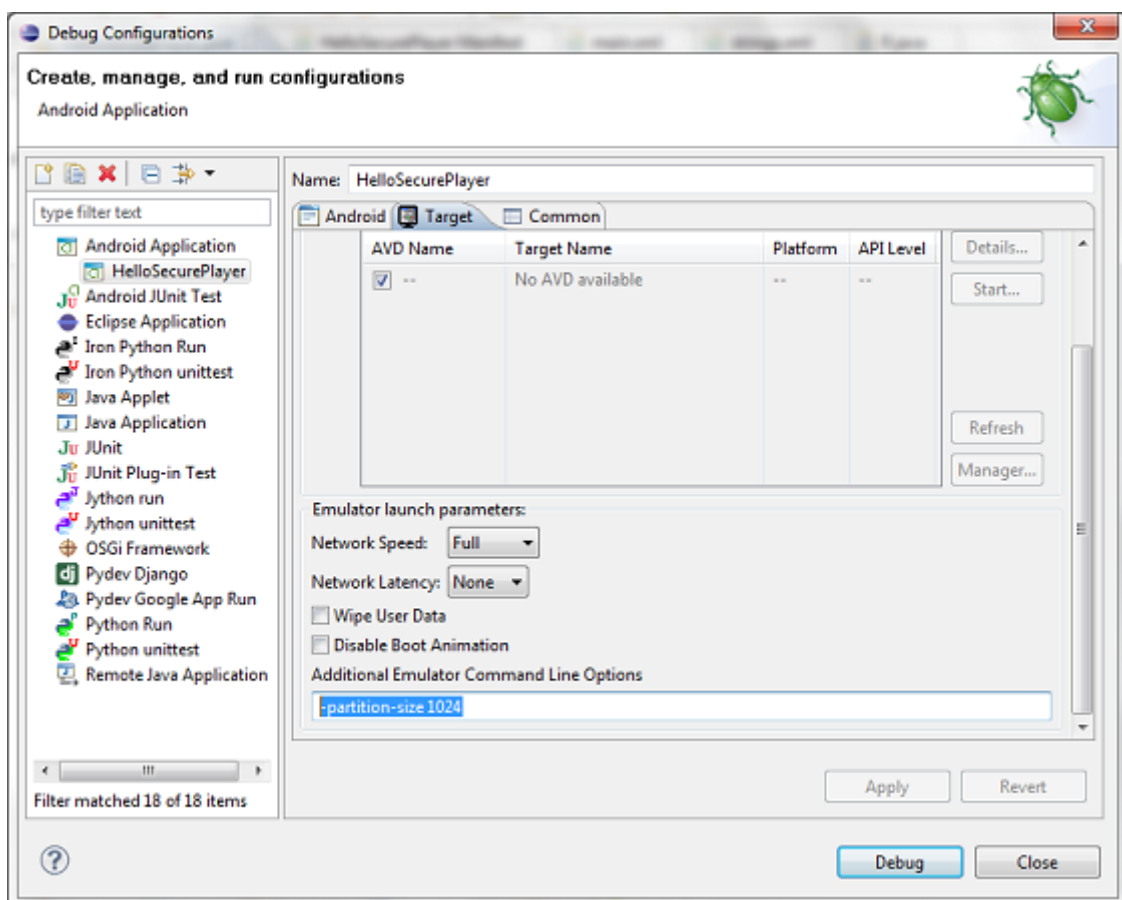 Debug Configurations
Create, manage, and run configurations
Android Application
type filter text
Android Application
HelloSecurePlayer
Android JUnit Test
Eclipse Application
Iron Python Run
Iron Python unittest
Java Applet
Java Application
JUnit
JUnit Plug-in Test
Jython run
Jython unittest
OSGi Framework
Pydev Django
Pydev Google App Run
Python Run
Python unittest
Remote Java Application
Filter matched 18 of 18 items
Name: HelloSecurePlayer
Android Target Common
AVD Name Target Name Platform API Level
-- No AVD available -- --
Details...
Start...
Refresh
Manager...
Emulator launch parameters:
Network Speed: Full
Network Latency: None
Wipe User Data
Disable Boot Animation
Additional Emulator Command Line Options
-partition-size 1024
Apply Revert
Debug Close